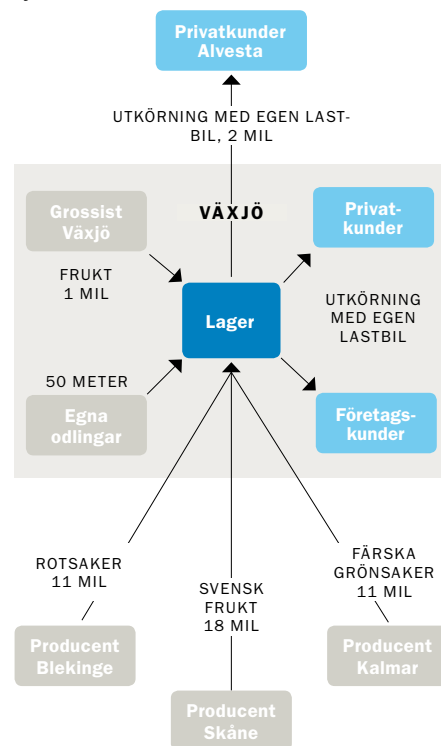 Privatkunder
Alvesta
UTKÖRNING MED EGEN LAST-
BIL, 2 MIL
VÄXJÖ
Grossist
Växjö
Privat-
kunder
FRUKT
1 MIL
Lager
UTKÖRNING
MED EGEN
LASTBIL
50 METER
Egna
odlingar
Företags-
kunder
ROTSAKER
11 MIL
SVENSK
FRUKT
18 MIL
FÄRSKA
GRÖNSAKER
11 MIL
Producent
Blekinge
Producent
Kalmar
Producent
Skåne